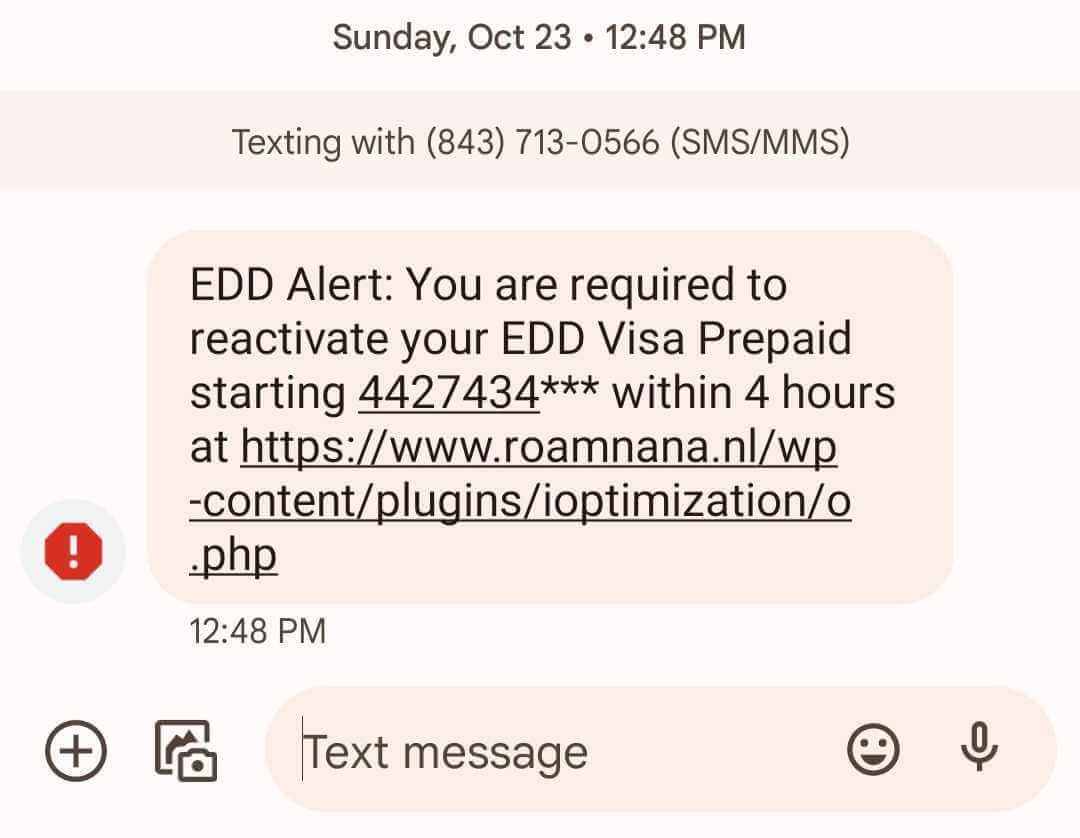 Sunday, Oct 23 • 12:48 PM
Texting with (843) 713-0566 (SMS/MMS)
EDD Alert: You are required to
reactivate your EDD Visa Prepaid
starting 4427434*** within 4 hours
at https://www.roamnana.nl/wp
-content/plugins/ioptimization/o
.php
12:48 PM
Text message